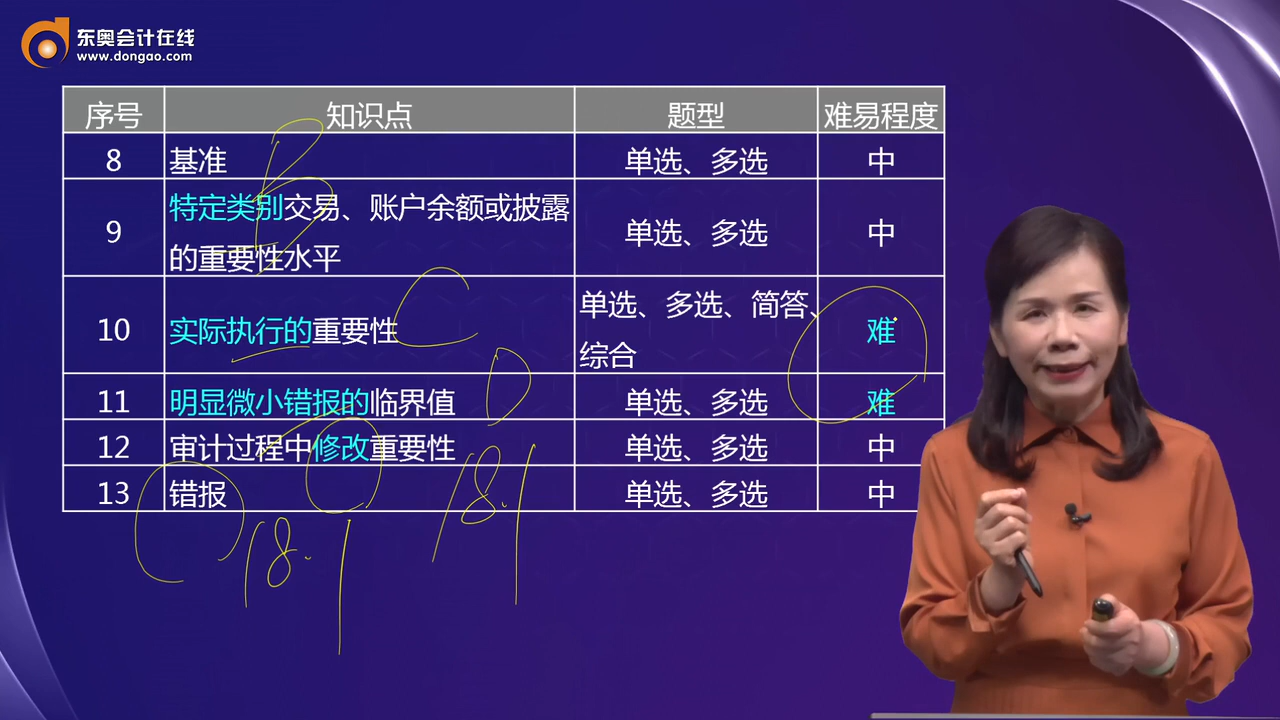 东奥会计在线
www.dongao.com
序号 知识点 题型 难易程度
8 基准 单选、多选 中
9 特定类别交易、账户余额或披露的重要性水平 单选、多选 中
10 实际执行的重要性 单选、多选、简答、综合 难
11 明显微小错报的临界值 单选、多选 难
12 审计过程中修改重要性 单选、多选 中
13 错报 单选、多选 中
B
C
D
18.1
18.1